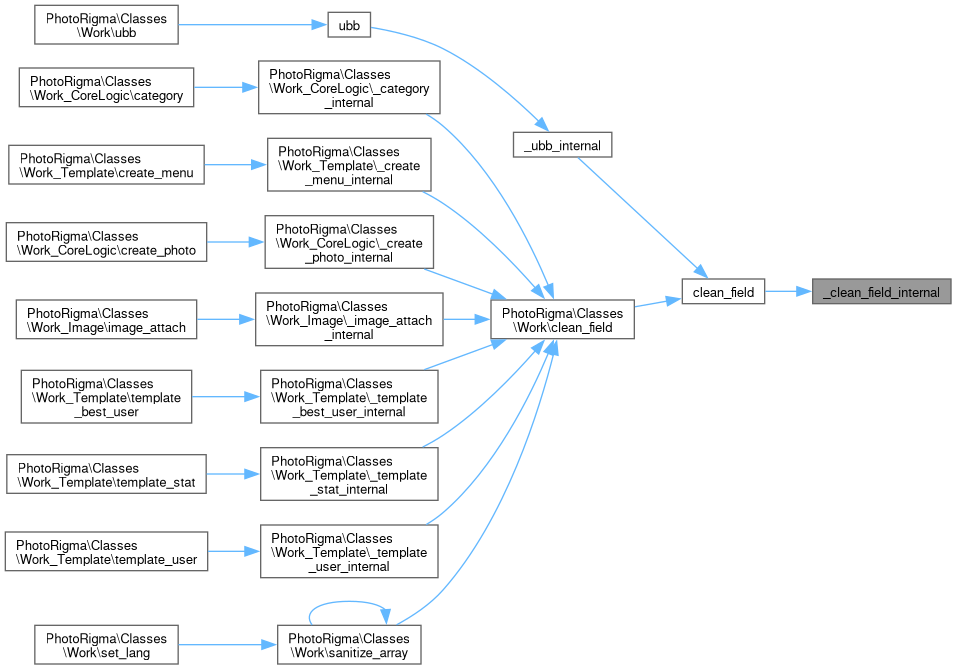 PhotoRigma\Classes
\Work\ubb
ubb
PhotoRigma\Classes
\Work_CoreLogic\category
PhotoRigma\Classes
\Work_CoreLogic\_category
_internal
_ubb_internal
PhotoRigma\Classes
\Work_Template\create_menu
PhotoRigma\Classes
\Work_Template\_create
_menu_internal
PhotoRigma\Classes
\Work_CoreLogic\create_photo
PhotoRigma\Classes
\Work_CoreLogic\_create
_photo_internal
clean_field
_clean_field_internal
PhotoRigma\Classes
\Work_Image\image_attach
PhotoRigma\Classes
\Work_Image\_image_attach
_internal
PhotoRigma\Classes
\Work\clean_field
PhotoRigma\Classes
\Work_Template\template
_best_user
PhotoRigma\Classes
\Work_Template\_template
_best_user_internal
PhotoRigma\Classes
\Work_Template\template_stat
PhotoRigma\Classes
\Work_Template\_template
_stat_internal
PhotoRigma\Classes
\Work_Template\template_user
PhotoRigma\Classes
\Work_Template\_template
_user_internal
PhotoRigma\Classes
\Work\set_lang
PhotoRigma\Classes
\Work\sanitize_array